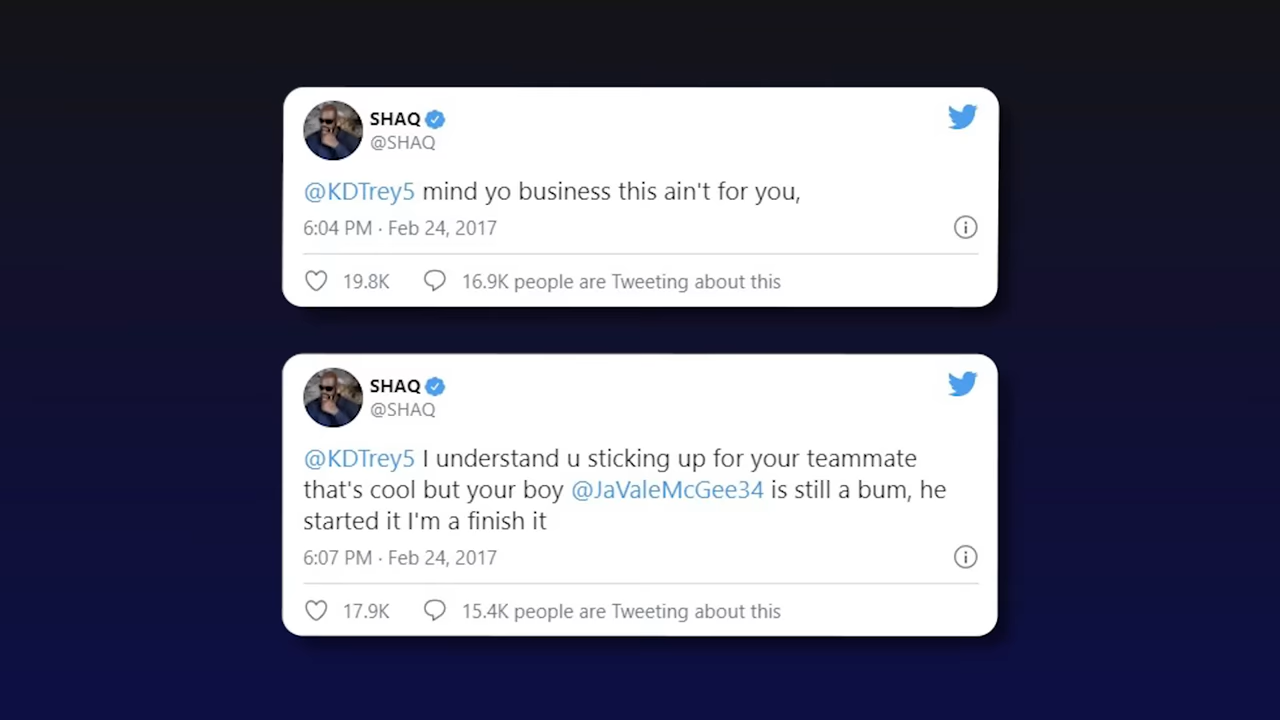 SHAQ
@SHAQ
@KDTrey5 mind yo business this ain't for you,
6:04 PM · Feb 24, 2017
19.8K 16.9K people are Tweeting about this
SHAQ
@SHAQ
@KDTrey5 I understand u sticking up for your teammate
that's cool but your boy @JaValeMcGee34 is still a bum, he
started it I'm a finish it
6:07 PM · Feb 24, 2017
17.9K 15.4K people are Tweeting about this